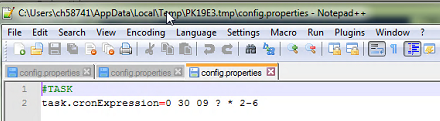 C:\Users\ch58741\AppData\Local\Temp\PK19E3.tmp\config.properties - Notepad++
File Edit Search View Encoding Language Settings Macro Run Plugins Window ?
config.properties config.properties config.properties
1 #TASK
2 task.cronExpression=0 30 09 ? * 2-6